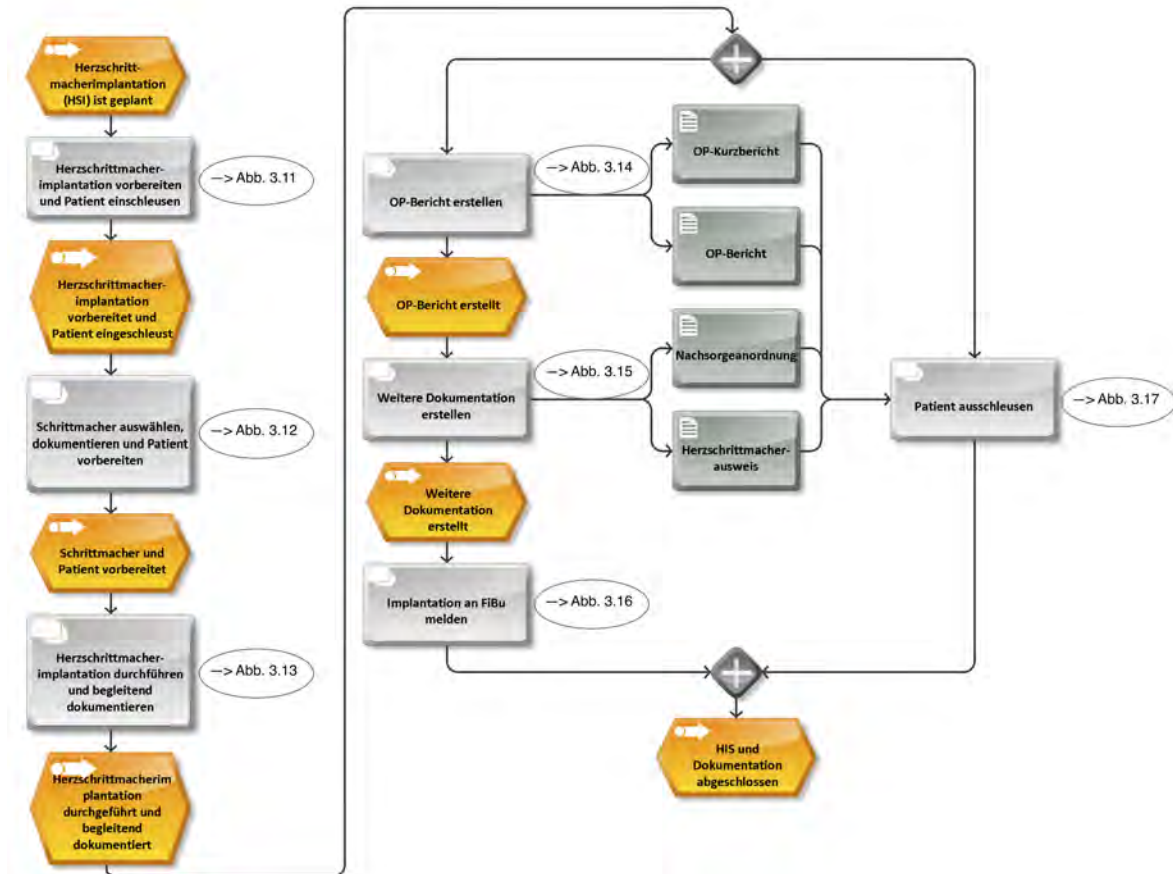 Herzschritt-
macherimplantation
(HSI) ist geplant
Herzschrittmacher-
implantation vorbereiten
und Patient einschleusen
—> Abb. 3.11
Herzschrittmacher-
implantation
vorbereitet und
Patient eingeschleust
Schrittmacher auswählen,
dokumentieren und Patient
vorbereiten
—> Abb. 3.12
Schrittmacher und
Patient vorbereitet
Herzschrittmacher-
implantation durchführen
und begleitend
dokumentieren
—> Abb. 3.13
Herzschrittmacherim
plantation
durchgeführt und
begleitend
dokumentiert
OP-Bericht erstellen
—> Abb. 3.14
OP-Kurzbericht
OP-Bericht
OP-Bericht erstellt
Weitere Dokumentation
erstellen
—> Abb. 3.15
Nachsorgeanordnung
Herzschrittmacher-
ausweis
Weitere
Dokumentation
erstellt
Implantation an FiBu
melden
—> Abb. 3.16
Patient ausschleusen
—> Abb. 3.17
HIS und
Dokumentation
abgeschlossen